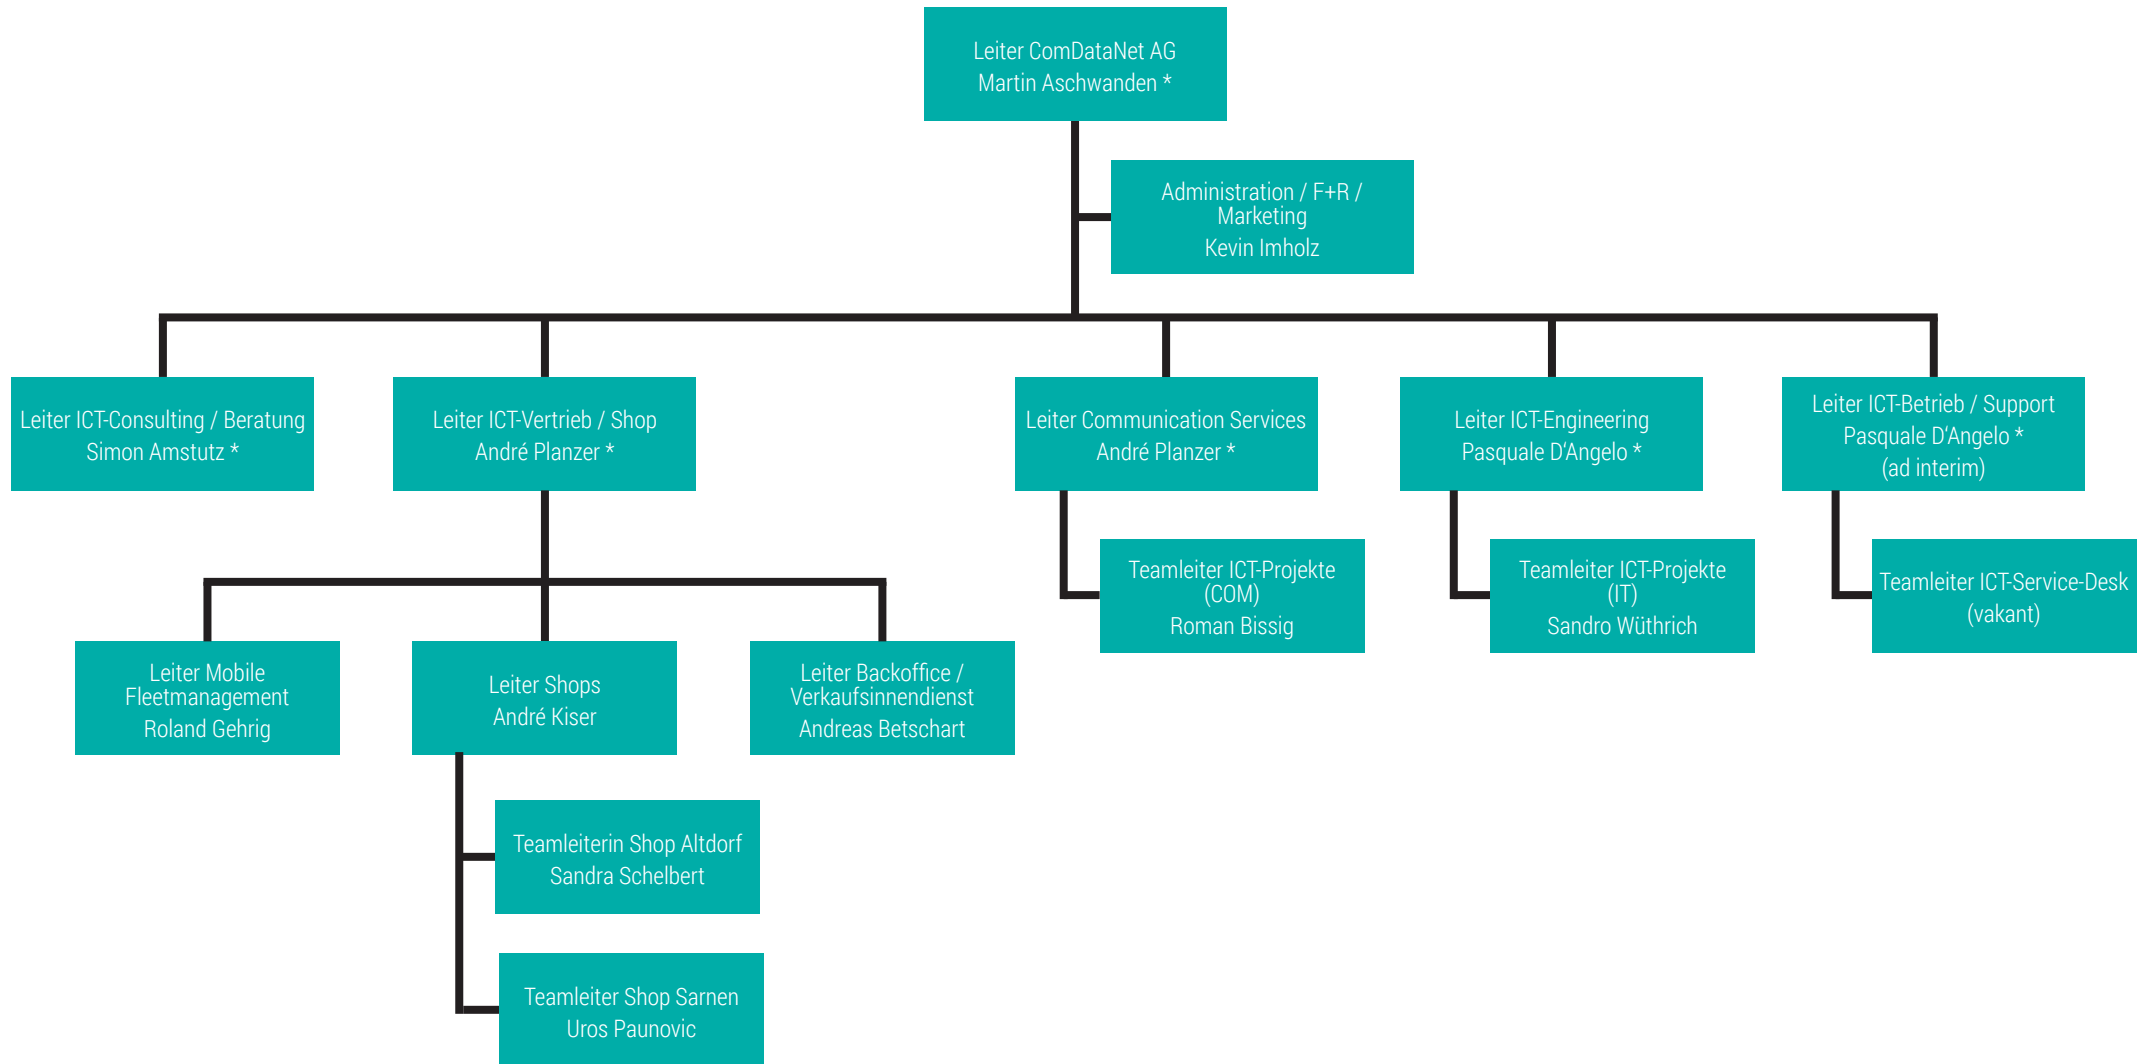 Leiter ComDataNet AG
Martin Aschwanden *
Administration / F+R /
Marketing
Kevin Imholz
Leiter ICT-Consulting / Beratung
Simon Amstutz *
Leiter ICT-Vertrieb / Shop
André Planzer *
Leiter Communication Services
André Planzer *
Leiter ICT-Engineering
Pasquale D‘Angelo *
Leiter ICT-Betrieb / Support
Pasquale D‘Angelo *
(ad interim)
Teamleiter ICT-Projekte
(COM)
Roman Bissig
Teamleiter ICT-Projekte
(IT)
Sandro Wüthrich
Teamleiter ICT-Service-Desk
(vakant)
Leiter Mobile
Fleetmanagement
Roland Gehrig
Leiter Shops
André Kiser
Leiter Backoffice /
Verkaufsinnendienst
Andreas Betschart
Teamleiterin Shop Altdorf
Sandra Schelbert
Teamleiter Shop Sarnen
Uros Paunovic